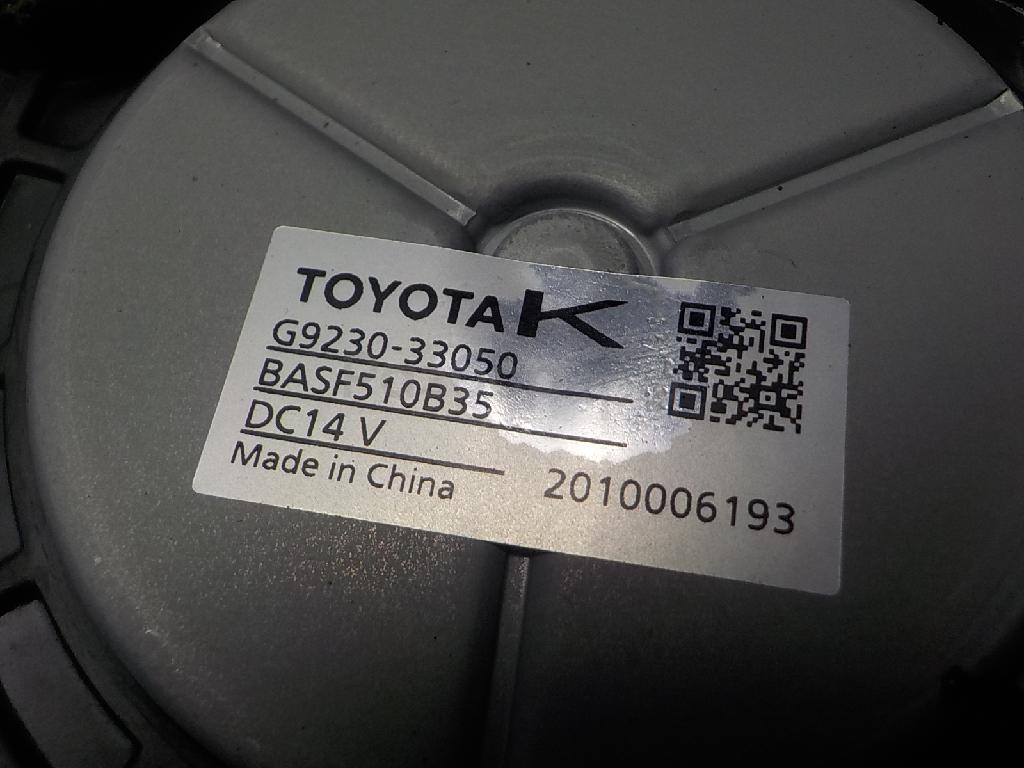 TOYOTA K
G9230-33050
BASF510B35
DC14 V
Made in China
2010006193